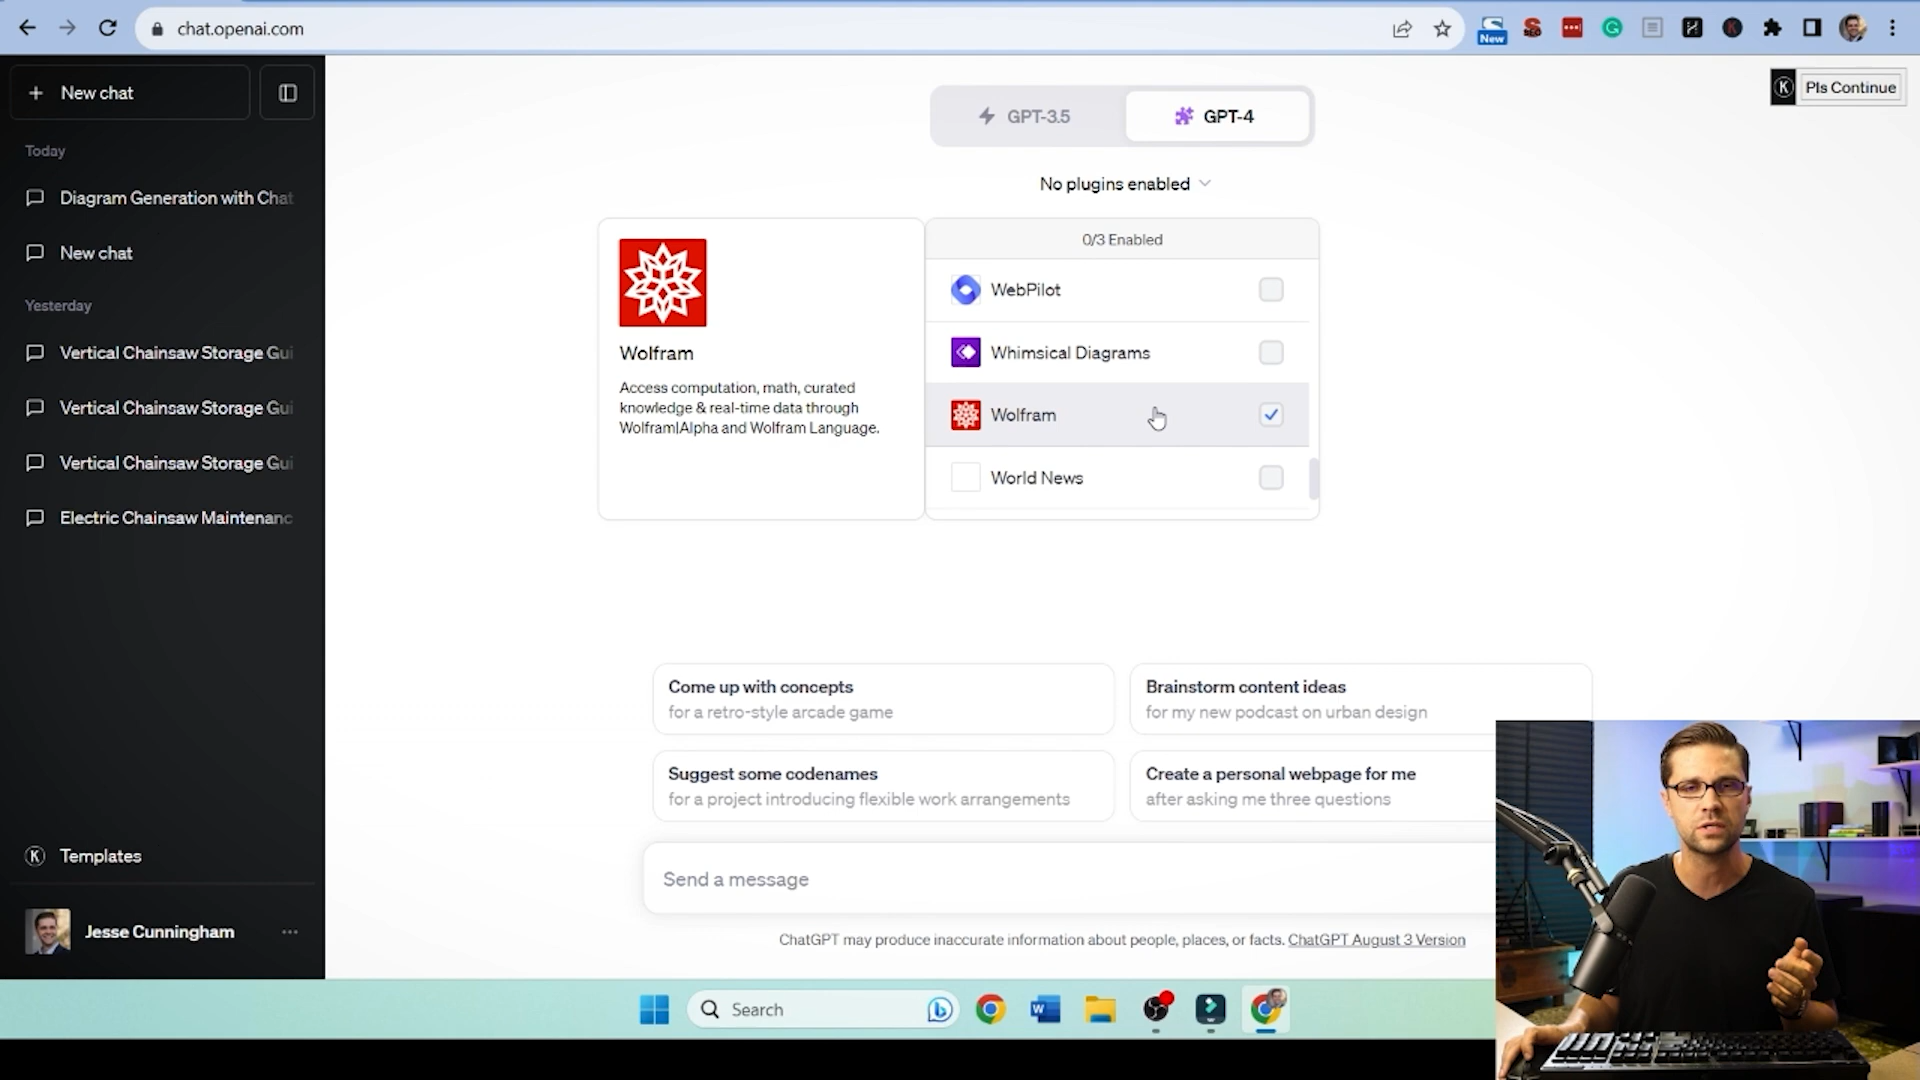 chat.openai.com
New
SEO
New chat
Today
Diagram Generation with Chat
New chat
Yesterday
Vertical Chainsaw Storage Gui
Vertical Chainsaw Storage Gui
Vertical Chainsaw Storage Gui
Electric Chainsaw Maintenanc
K Templates
Jesse Cunningham
GPT-3.5
GPT-4
K Pls Continue
No plugins enabled
Wolfram
Access computation, math, curated
knowledge & real-time data through
Wolfram|Alpha and Wolfram Language.
0/3 Enabled
WebPilot
Whimsical Diagrams
Wolfram
World News
Come up with concepts
for a retro-style arcade game
Brainstorm content ideas
for my new podcast on urban design
Suggest some codenames
for a project introducing flexible work arrangements
Create a personal webpage for me
after asking me three questions
Send a message
ChatGPT may produce inaccurate information about people, places, or facts. ChatGPT August 3 Version
Search